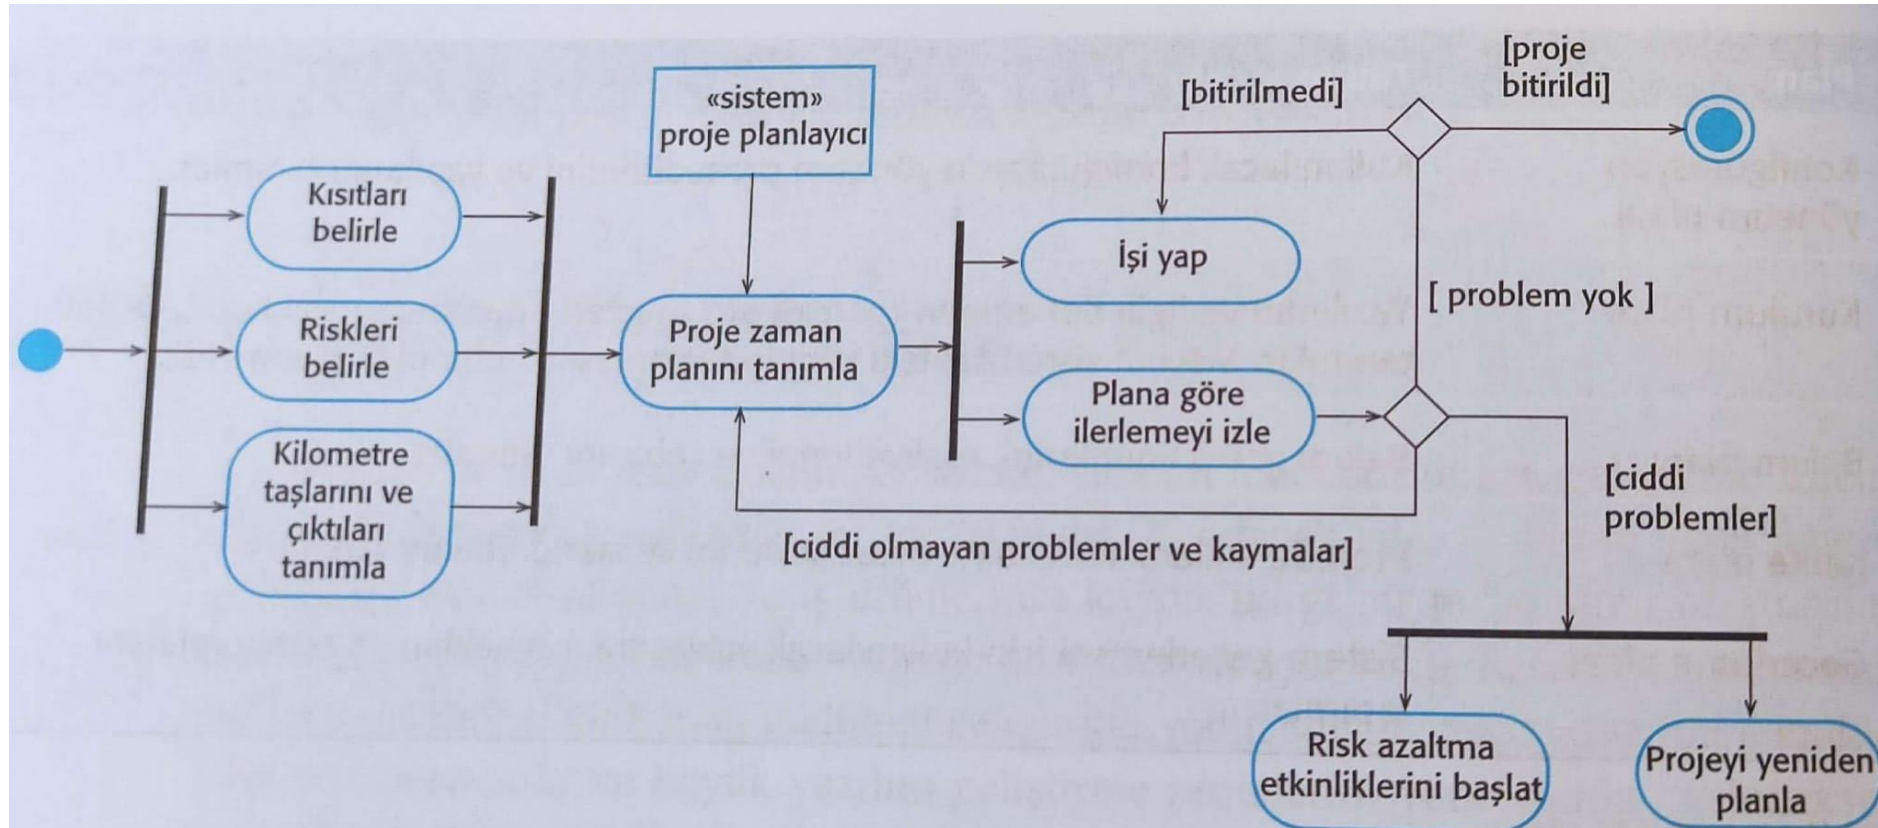 «sistem»
proje planlayıcı
[bitirilmedi]
[proje
bitirildi]
Kısıtları
belirle
Riskleri
belirle
Kilometre
taşlarını ve
çıktıları
tanımla
Proje zaman
planını tanımla
İşi yap
Plana göre
ilerlemeyi izle
[ problem yok ]
[ciddi
problemler]
[ciddi olmayan problemler ve kaymalar]
Risk azaltma
etkinliklerini başlat
Projeyi yeniden
planla